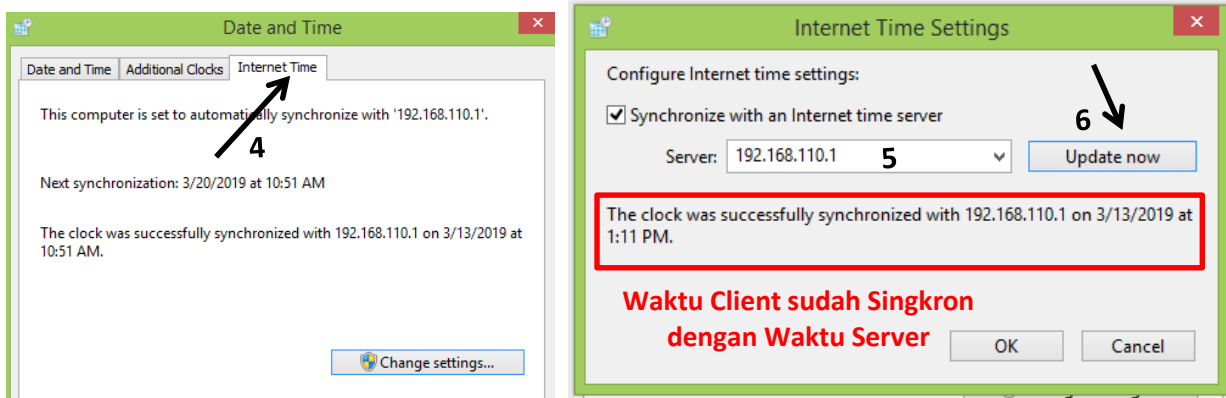 Date and Time
Date and Time Additional Clocks Internet Time
This computer is set to automatically synchronize with '192.168.110.1'.
4
Next synchronization: 3/20/2019 at 10:51 AM
The clock was successfully synchronized with 192.168.110.1 on 3/13/2019 at
10:51 AM.
Change settings...
Internet Time Settings
Configure Internet time settings:
Synchronize with an Internet time server
6
Server: 192.168.110.1 5 Update now
The clock was successfully synchronized with 192.168.110.1 on 3/13/2019 at
1:11 PM.
Waktu Client sudah Singkron
dengan Waktu Server
OK Cancel